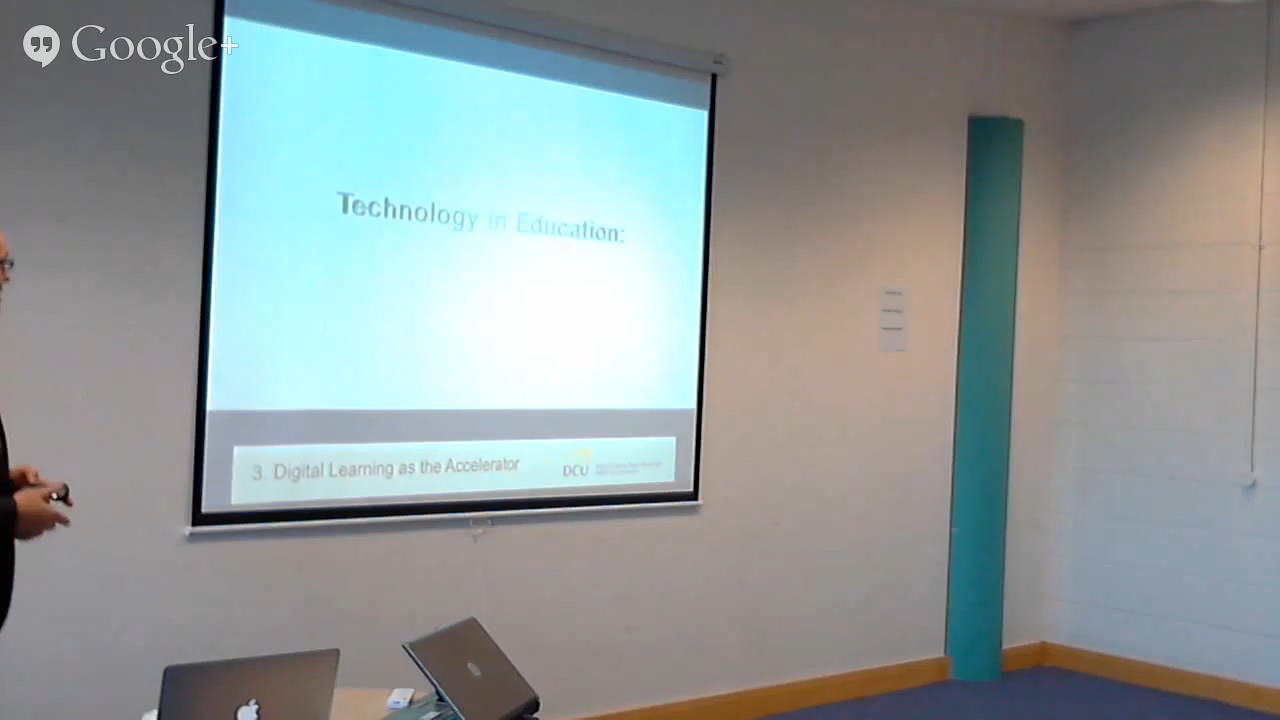 Google+
Technology in Education:
3. Digital Learning as the Accelerator
DCU